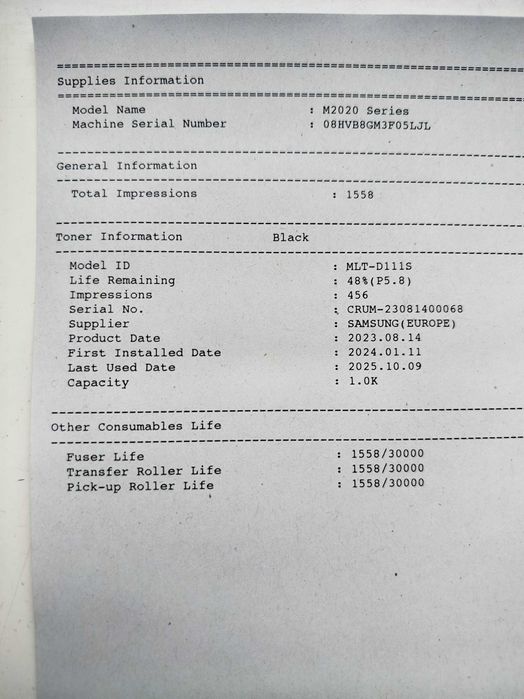 Supplies Information
Model Name : M2020 Series
Machine Serial Number : 08HVB8GM3F05LJL
General Information
Total Impressions : 1558
Toner Information Black
Model ID : MLT-D111S
Life Remaining : 48%(P5.8)
Impressions : 456
Serial No. : CRUM-23081400068
Supplier : SAMSUNG(EUROPE)
Product Date : 2023.08.14
First Installed Date : 2024.01.11
Last Used Date : 2025.10.09
Capacity : 1.0K
Other Consumables Life
Fuser Life : 1558/30000
Transfer Roller Life : 1558/30000
Pick-up Roller Life : 1558/30000